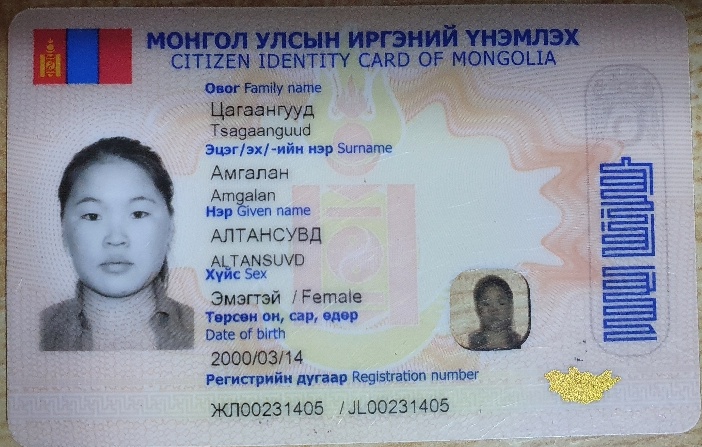 МОНГОЛ УЛСЫН ИРГЭНИЙ ҮНЭМЛЭХ
CITIZEN IDENTITY CARD OF MONGOLIA
Овог Family name
Цагаангууд
Tsagaanguud
Эцэг/эх/-ийн нэр Surname
Амгалан
Amgalan
Нэр Given name
АЛТАНСУВД
ALTANSUVD
Хүйс Sex
Эмэгтэй / Female
Төрсөн он, сар, өдөр
Date of birth
2000/03/14
Регистрийн дугаар Registration number
ЖЛ00231405 / JL00231405